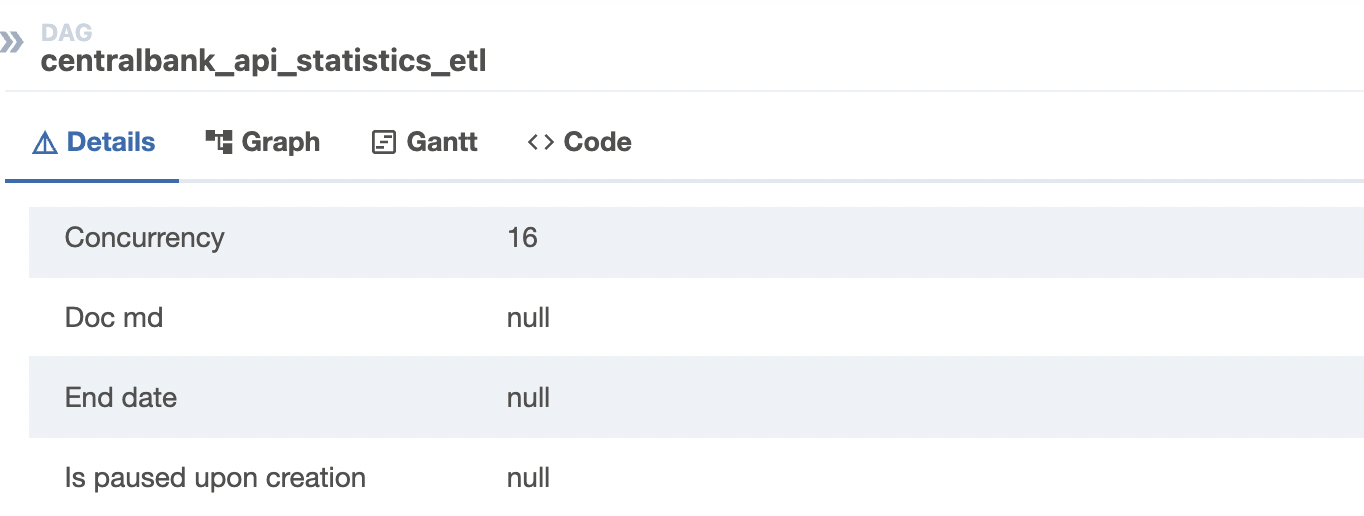 DAG
centralbank_api_statistics_etl
Details Graph Gantt Code
Concurrency 16
Doc md null
End date null
Is paused upon creation null